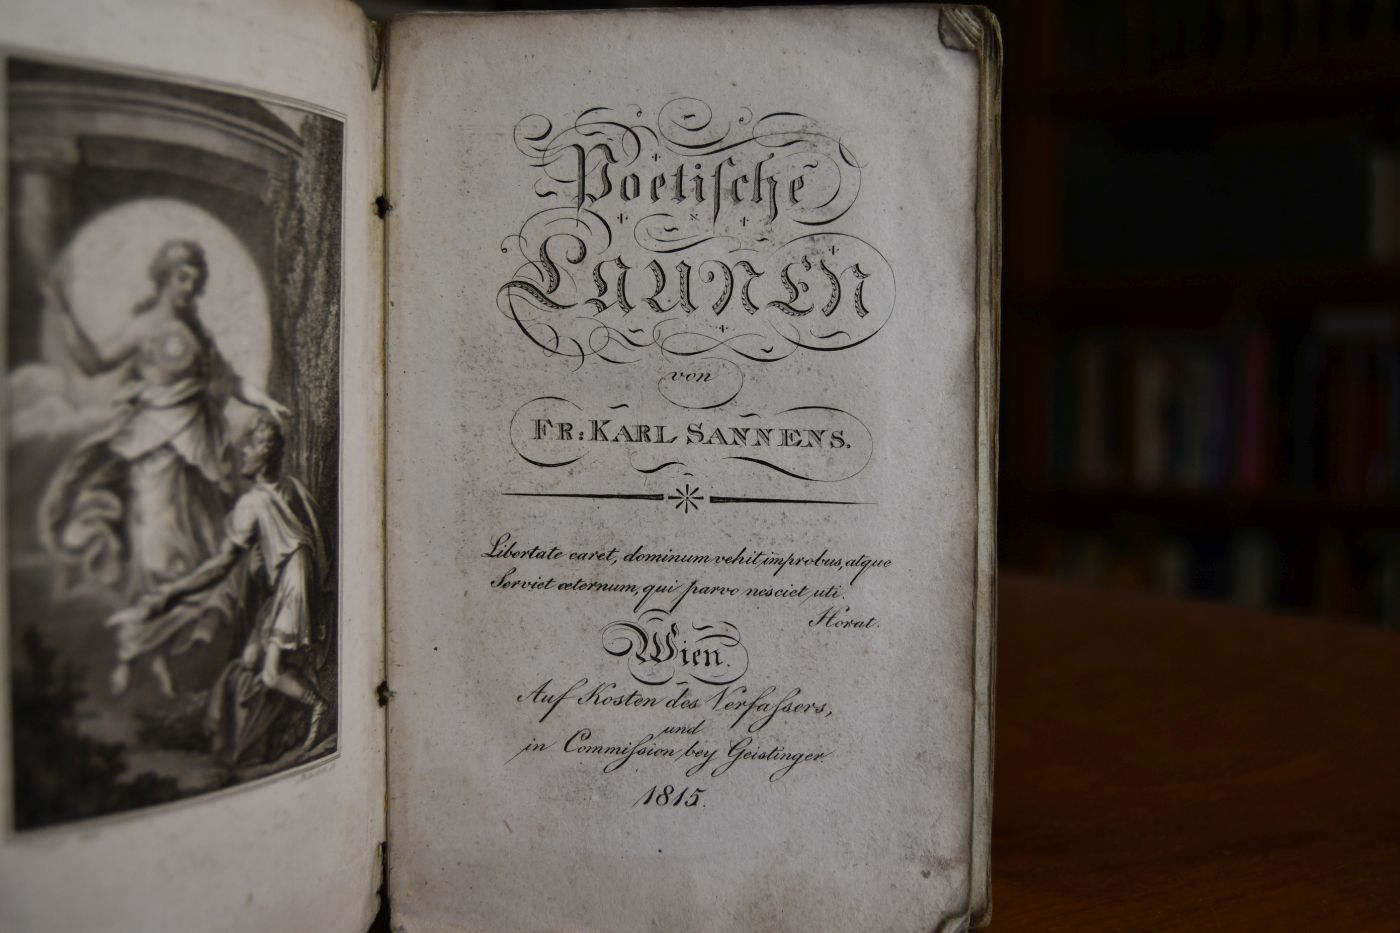 Poetiſche
Launen
von
FR: KARL SANNENS.
Libertate caret, dominum vehit improbus, atque
Serviet æternum, qui parvo nesciet uti.
Horat.
Wien.
Auf Kosten des Verfaſsers,
und
in Commiſsion bey Geistinger.
1815.